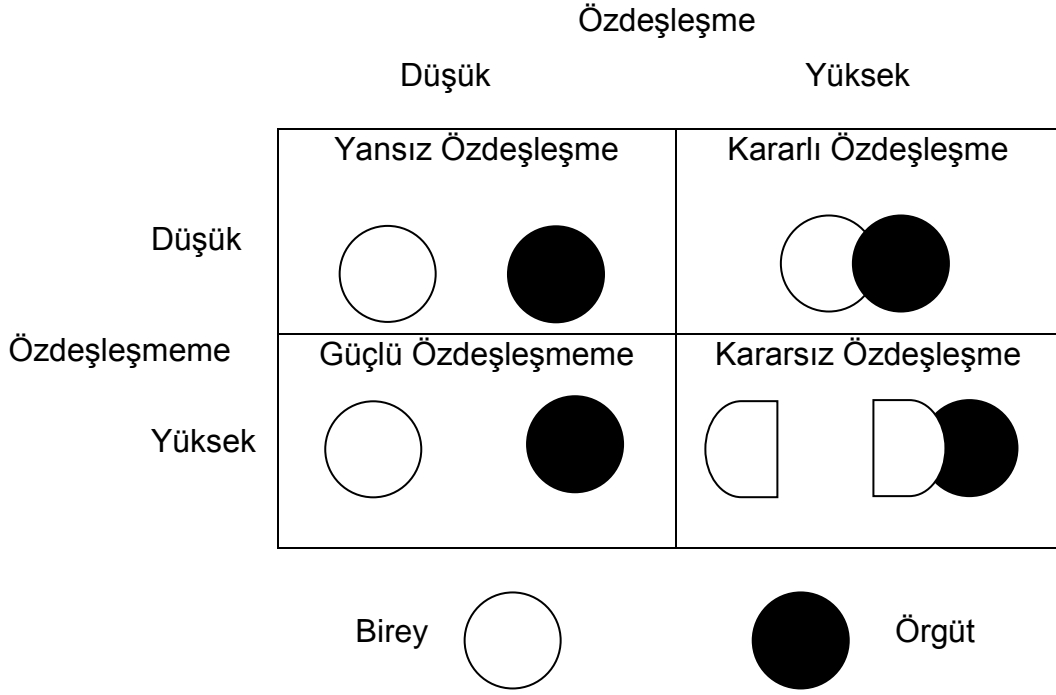 Özdeşleşme
Düşük Yüksek
Yansız Özdeşleşme Kararlı Özdeşleşme
Düşük
Özdeşleşmeme Güçlü Özdeşleşmeme Kararsız Özdeşleşme
Yüksek
Birey Örgüt